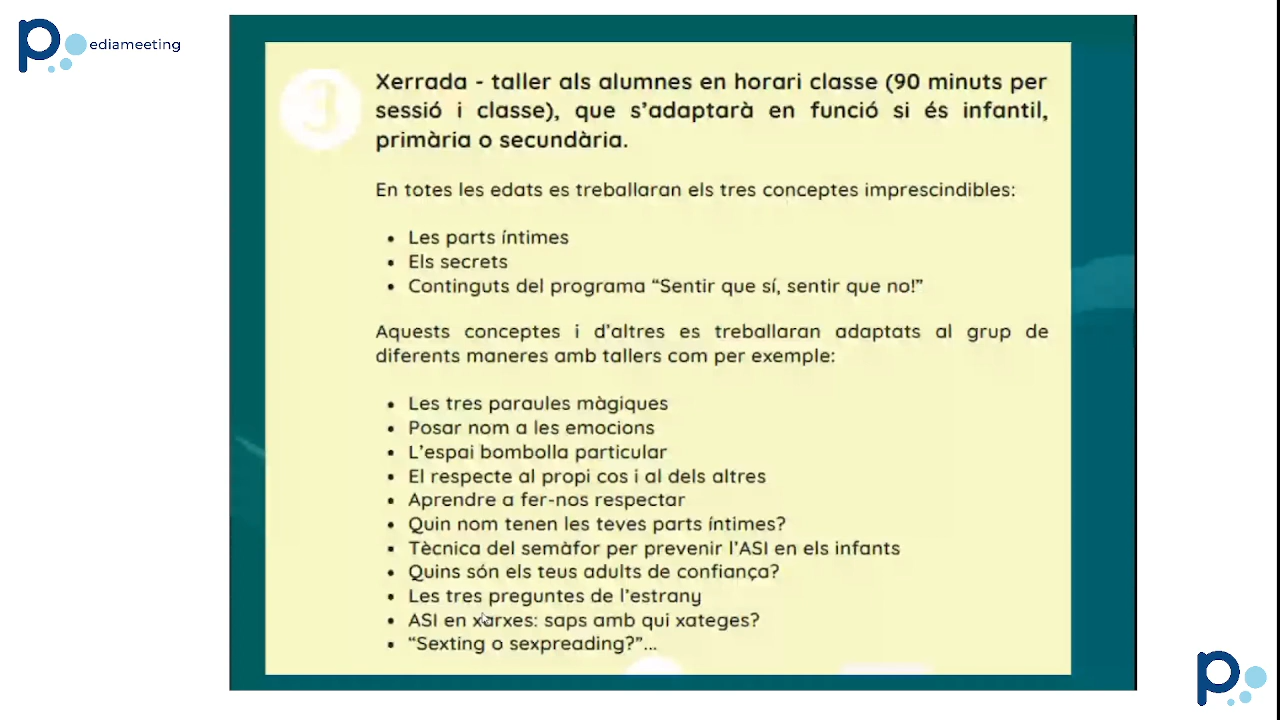 Pediameeting
3
Xerrada - taller als alumnes en horari classe (90 minuts per
sessió i classe), que s’adaptarà en funció si és infantil,
primària o secundària.
En totes les edats es treballaran els tres conceptes imprescindibles:
• Les parts íntimes
• Els secrets
• Continguts del programa “Sentir que sí, sentir que no!”
Aquests conceptes i d’altres es treballaran adaptats al grup de
diferents maneres amb tallers com per exemple:
• Les tres paraules màgiques
• Posar nom a les emocions
• L’espai bombolla particular
• El respecte al propi cos i al dels altres
• Aprendre a fer-nos respectar
• Quin nom tenen les teves parts íntimes?
• Tècnica del semàfor per prevenir l’ASI en els infants
• Quins són els teus adults de confiança?
• Les tres preguntes de l’estrany
• ASI en xarxes: saps amb qui xateges?
• “Sexting o sexpreading?”...
P